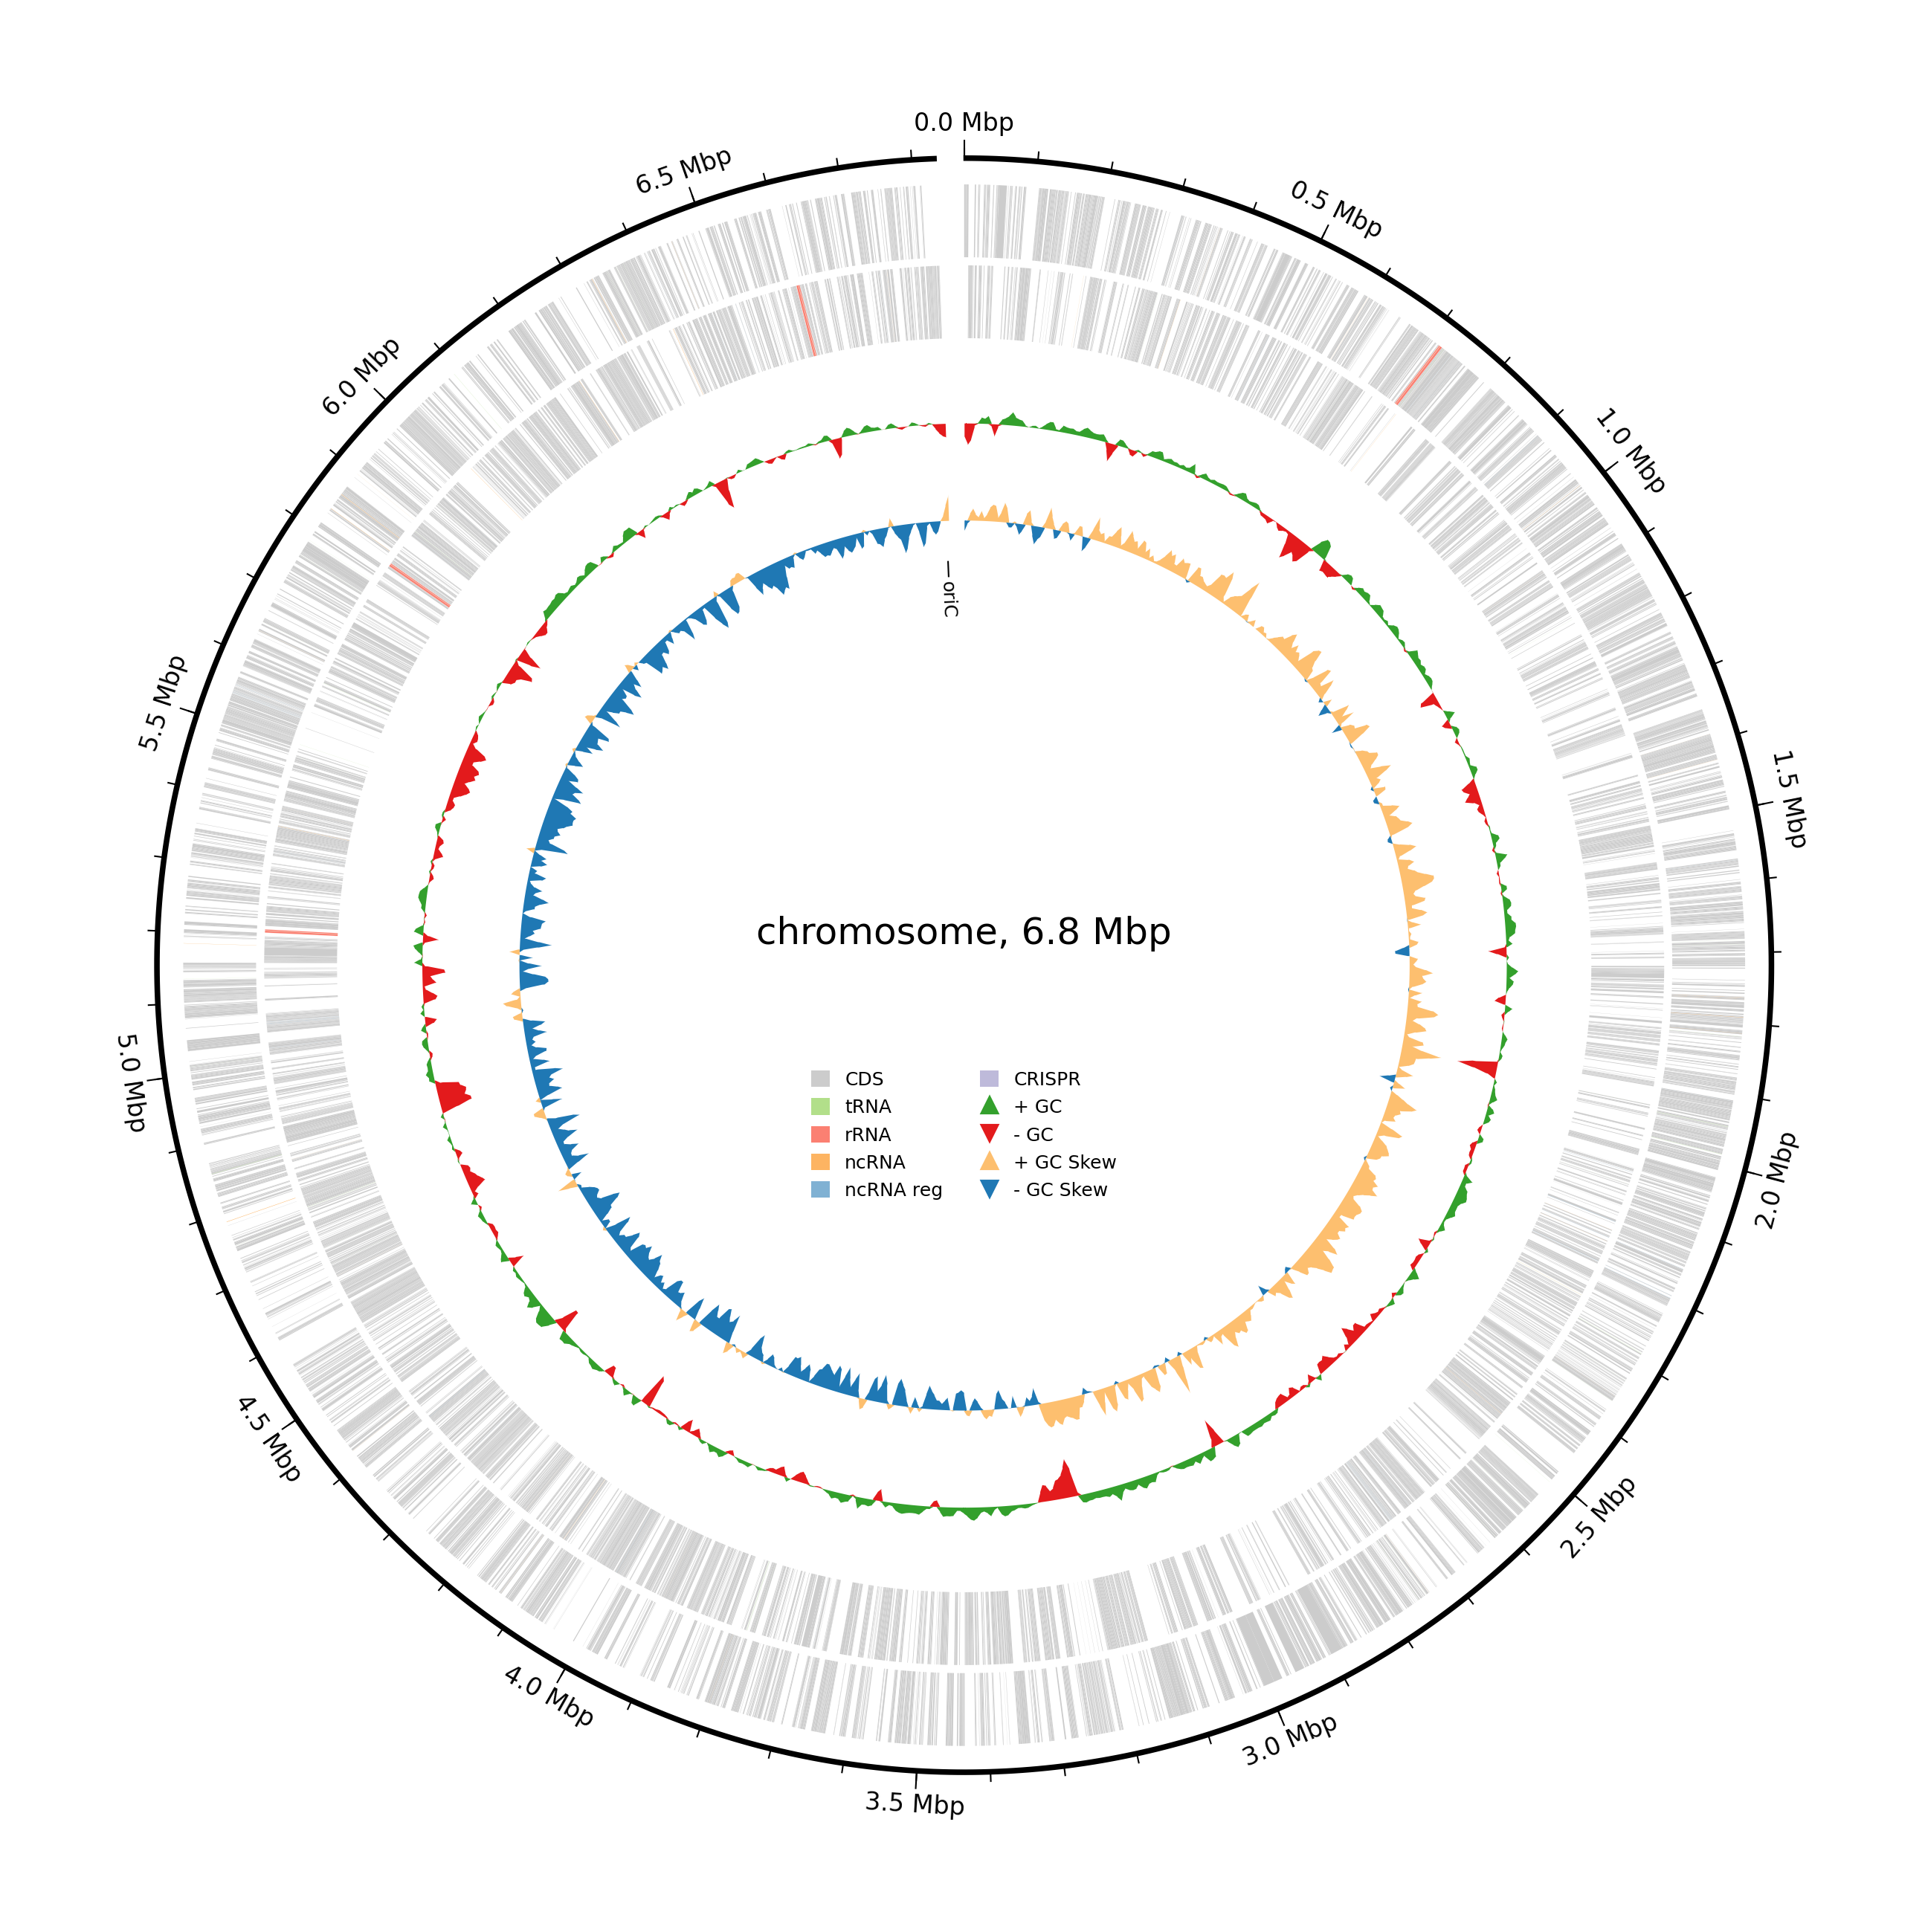 0.0 Mbp
0.5 Mbp
1.0 Mbp
1.5 Mbp
2.0 Mbp
2.5 Mbp
3.0 Mbp
3.5 Mbp
4.0 Mbp
4.5 Mbp
5.0 Mbp
5.5 Mbp
6.0 Mbp
6.5 Mbp
oriC
chromosome, 6.8 Mbp
CDS
tRNA
rRNA
ncRNA
ncRNA reg
CRISPR
+ GC
- GC
+ GC Skew
- GC Skew